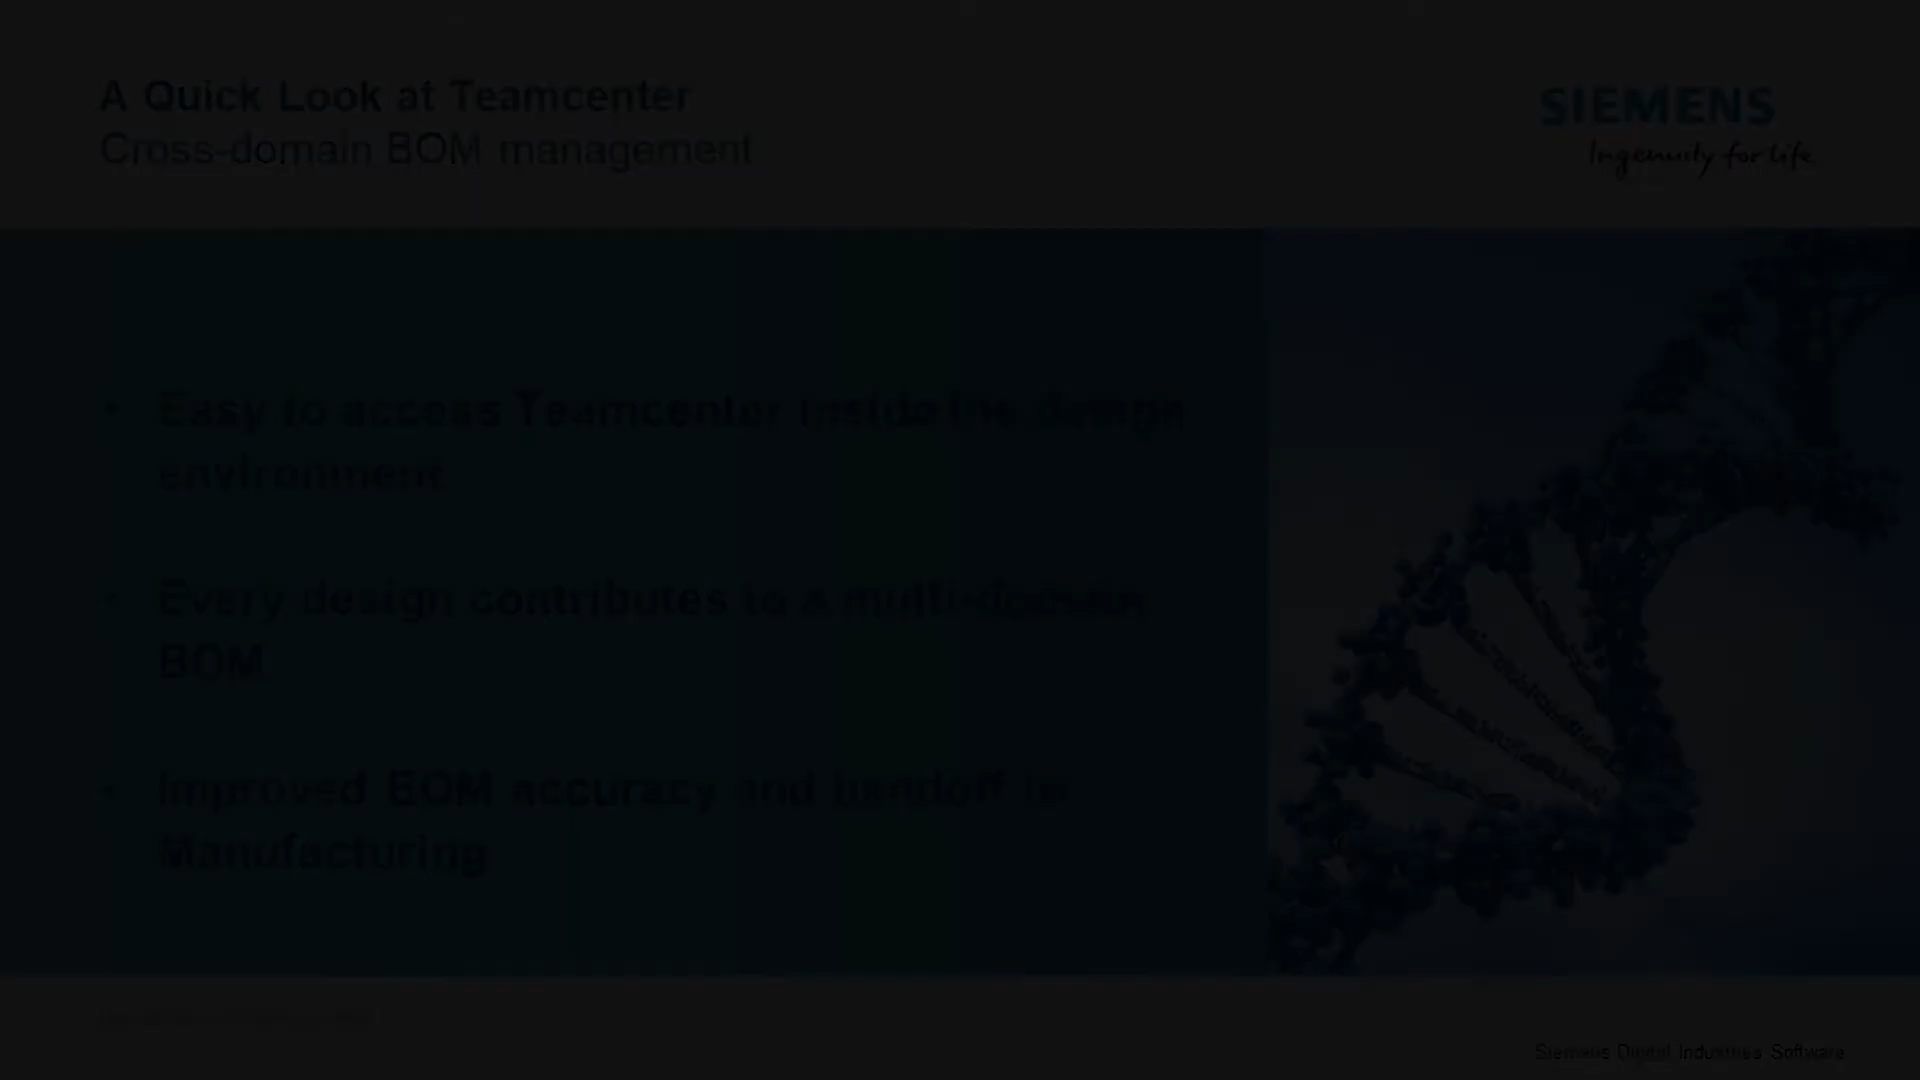 A Quick Look at Teamcenter
Cross-domain BOM management
SIEMENS
Ingenuity for life
• Easy to access Teamcenter inside the design
environment
• Every design contributes to a multi-domain
BOM
• Improved BOM accuracy and handoff to
Manufacturing
Siemens Digital Industries Software